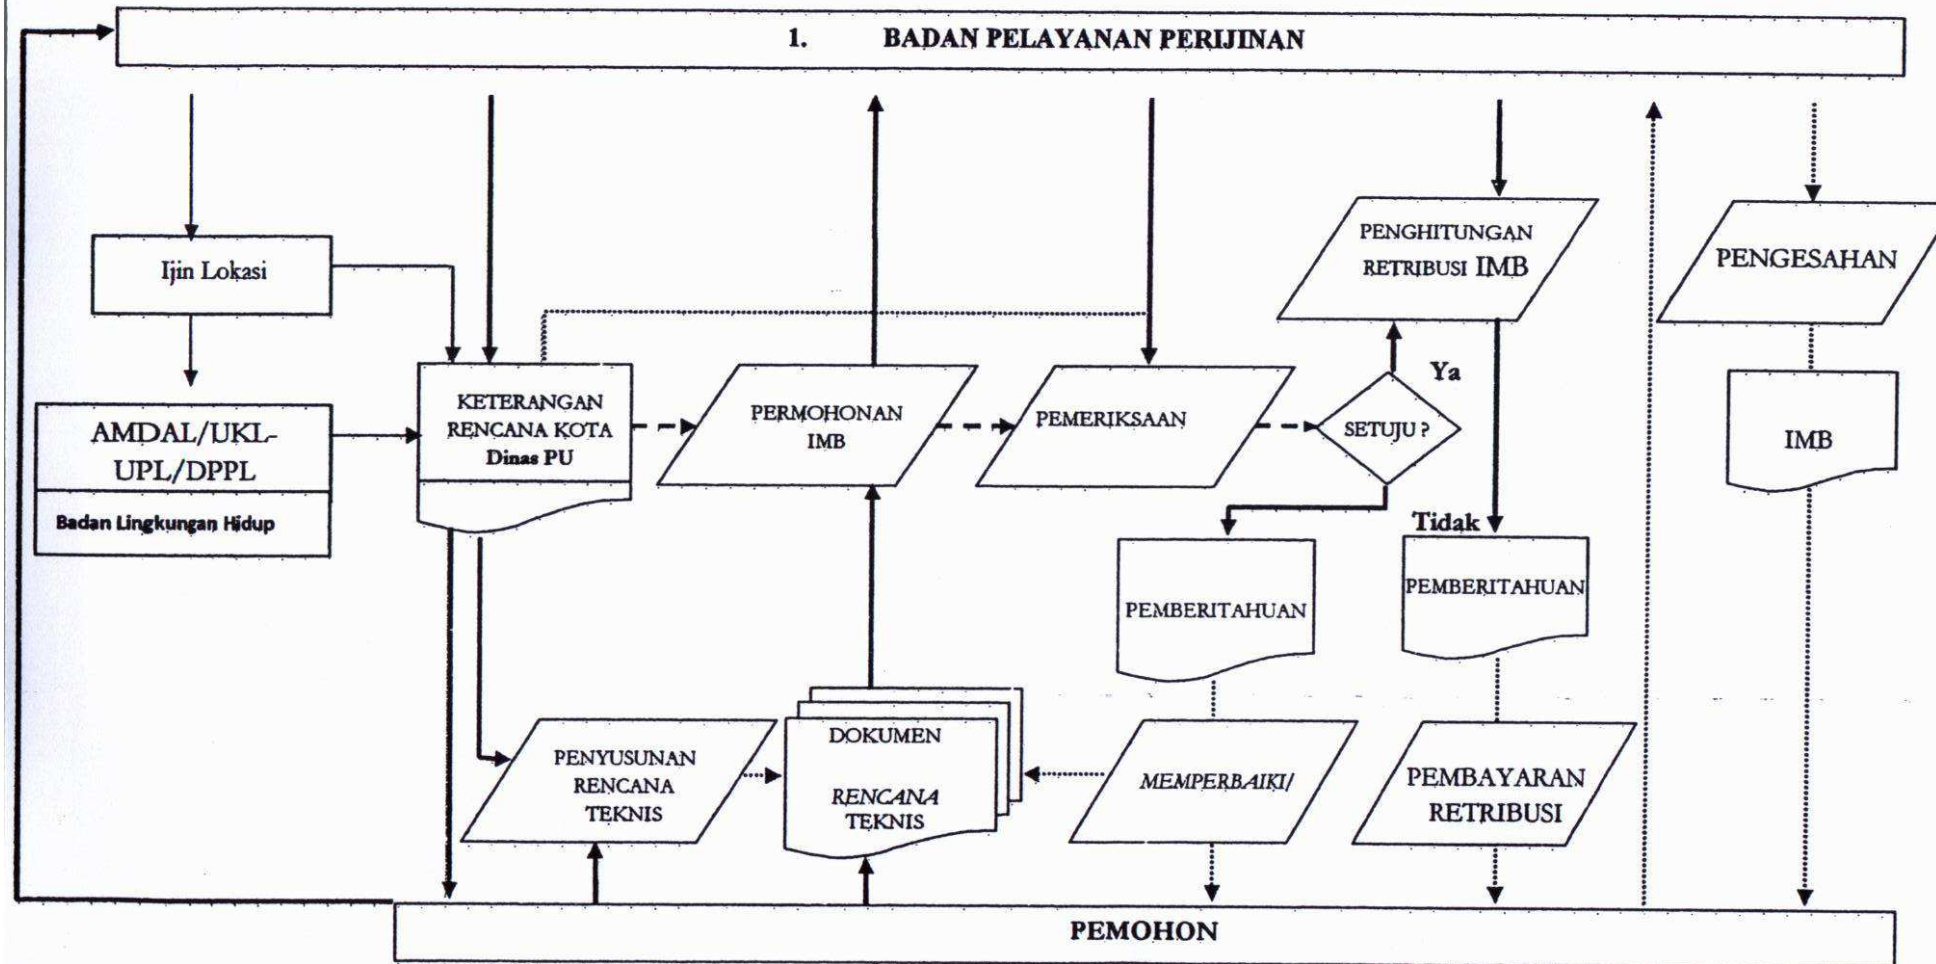 1. BADAN PELAYANAN PERIJINAN
Ijin Lokasi
AMDAL/UKL-
UPL/DPPL
Badan Lingkungan Hidup
KETERANGAN
RENCANA KOTA
Dinas PU
PERMOHONAN
IMB
PEMERIKSAAN
SETUJU ?
Ya
Tidak
PENGHITUNGAN
RETRIBUSI IMB
PENGESAHAN
IMB
PEMBERITAHUAN
PEMBERITAHUAN
PENYUSUNAN
RENCANA
TEKNIS
DOKUMEN
RENCANA
TEKNIS
MEMPERBAIKI/
PEMBAYARAN
RETRIBUSI
PEMOHON